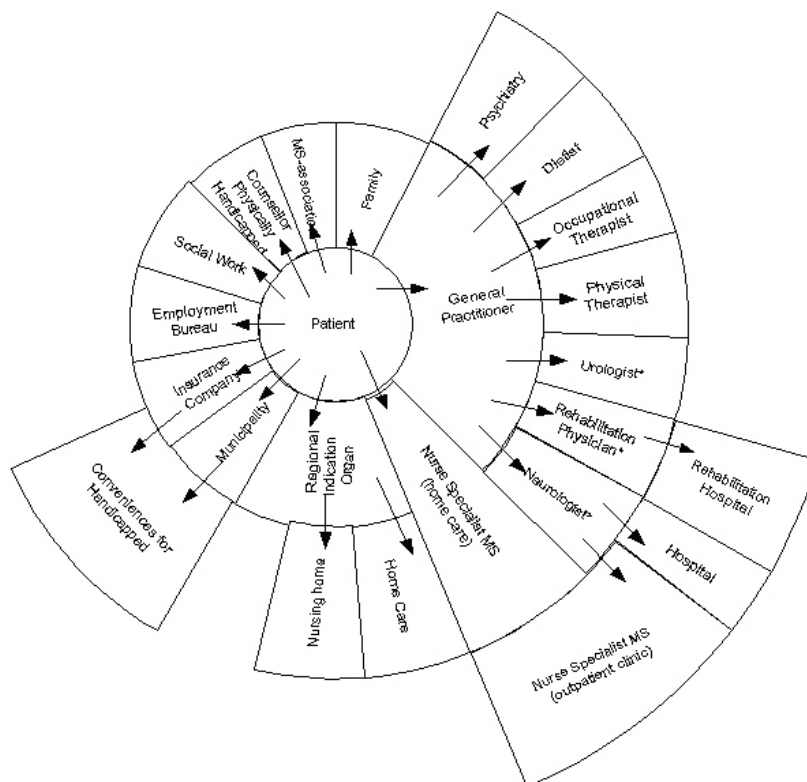 Psychiatry
Dietist
Occupational
Therapist
Physical
Therapist
Urologist*
Rehabilitation
Physician*
Rehabilitation
Hospital
Naurologist*
Hospital
Nurse Specialist MS
(outpatient clinic)
General
Practitioner
Family
MS-association
Counsellor
Physically
Handicapped
Social Work
Employment
Bureau
Insurance
Company
Municipality
Conveniences for
Handicapped
Patient
Regional
Indication
Organ
Nursing home
Home Care
Nurse Specialist MS
(home care)